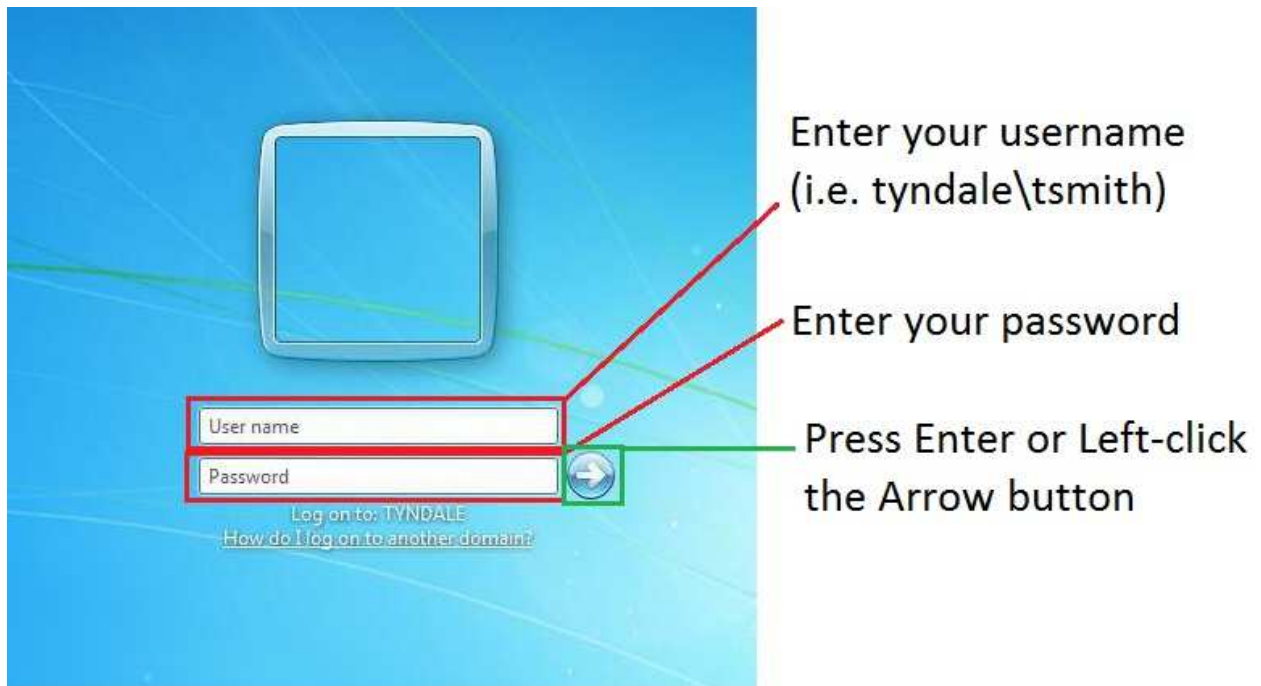 Enter your username
(i.e. tyndale\tsmith)
Enter your password
User name
Press Enter or Left-click
the Arrow button
Password
Log on to: TYNDALE
How do I log on to another domain?